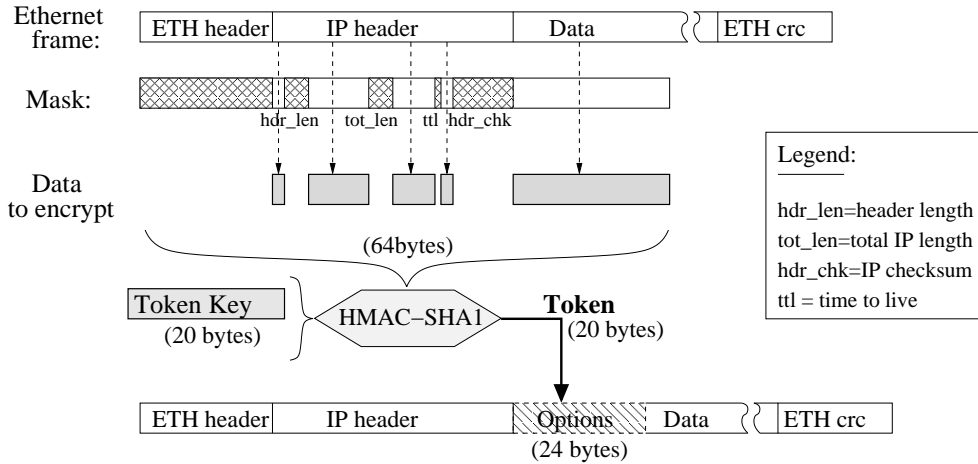 Ethernet
frame:
ETH header
IP header
Data
ETH crc
Mask:
hdr_len
tot_len
ttl
hdr_chk
Data
to encrypt
(64bytes)
Legend:
hdr_len=header length
tot_len=total IP length
hdr_chk=IP checksum
ttl = time to live
Token Key
(20 bytes)
HMAC–SHA1
Token
(20 bytes)
ETH header
IP header
Options
Data
ETH crc
(24 bytes)